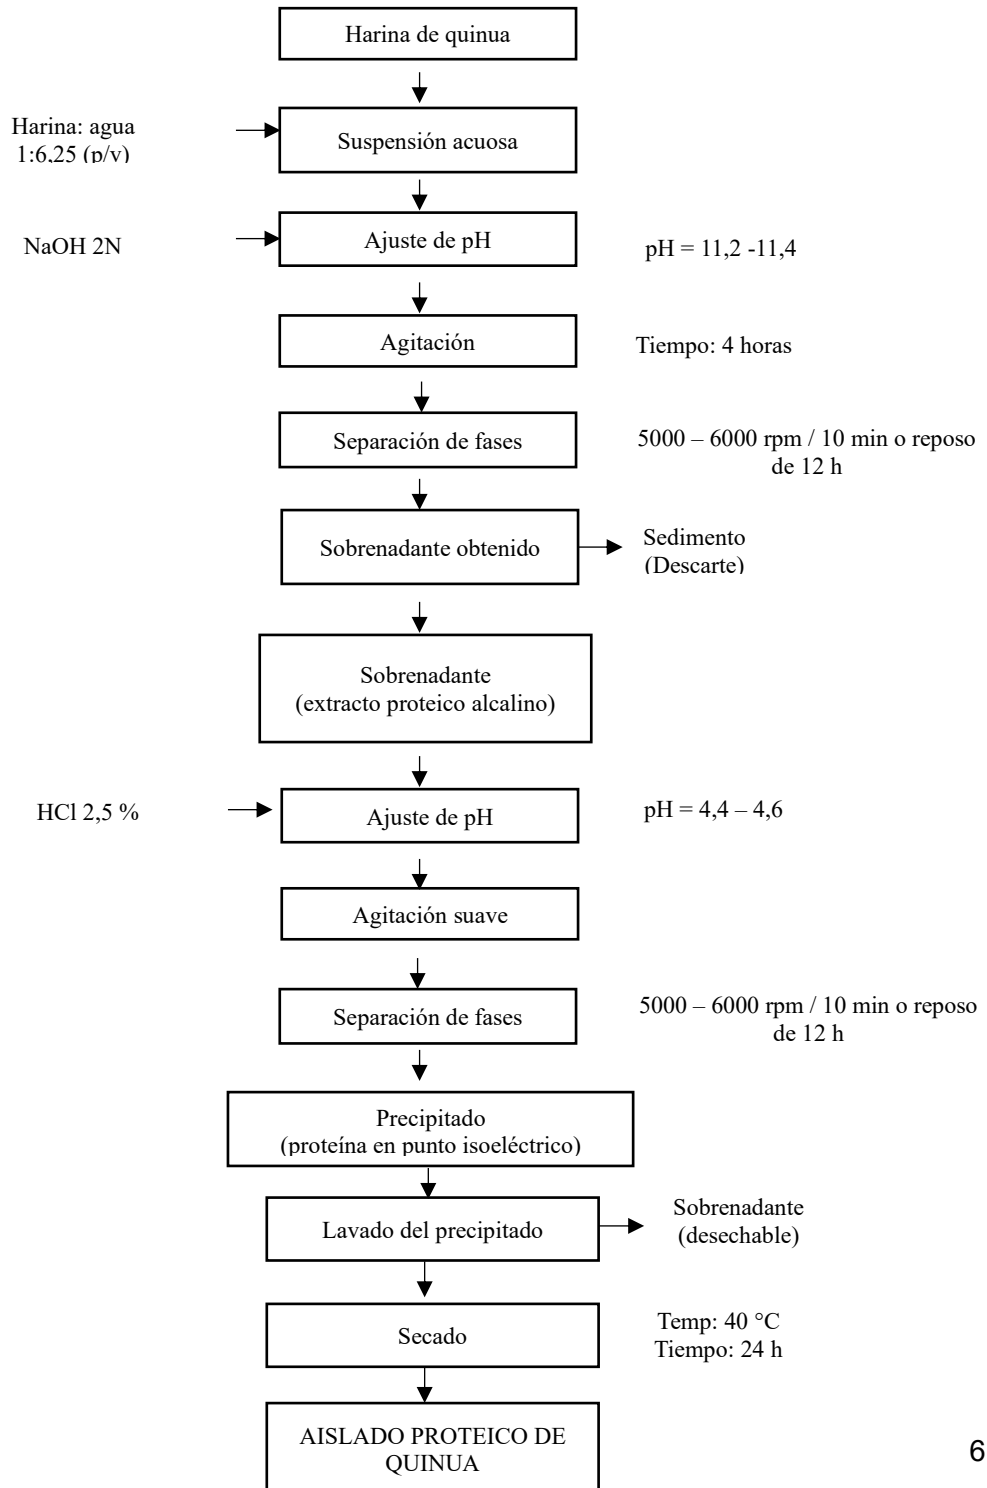 Harina de quinua
Harina: agua
1:6,25 (p/v)
Suspensión acuosa
NaOH 2N
Ajuste de pH
pH = 11,2 -11,4
Agitación
Tiempo: 4 horas
Separación de fases
5000 – 6000 rpm / 10 min o reposo
de 12 h
Sobrenadante obtenido
Sedimento
(Descarte)
Sobrenadante
(extracto proteico alcalino)
HCl 2,5 %
Ajuste de pH
pH = 4,4 – 4,6
Agitación suave
Separación de fases
5000 – 6000 rpm / 10 min o reposo
de 12 h
Precipitado
(proteína en punto isoeléctrico)
Lavado del precipitado
Sobrenadante
(desechable)
Secado
Temp: 40 °C
Tiempo: 24 h
AISLADO PROTEICO DE
QUINUA
6